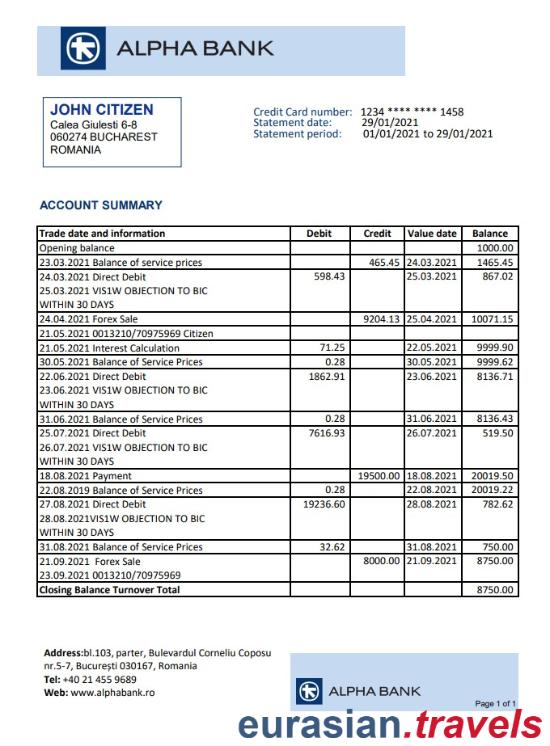 ALPHA BANK
JOHN CITIZEN
Calea Giulesti 6-8
060274 BUCHAREST
ROMANIA
Credit Card number: 1234 **** **** 1458
Statement date: 29/01/2021
Statement period: 01/01/2021 to 29/01/2021
ACCOUNT SUMMARY
Trade date and information Debit Credit Value date Balance
Opening balance 1000.00
23.03.2021 Balance of service prices 465.45 24.03.2021 1465.45
24.03.2021 Direct Debit 598.43 25.03.2021 867.02
25.03.2021 VIS1W OBJECTION TO BIC
WITHIN 30 DAYS
24.04.2021 Forex Sale 9204.13 25.04.2021 10071.15
21.05.2021 0013210/70975969 Citizen
21.05.2021 Interest Calculation 71.25 22.05.2021 9999.90
30.05.2021 Balance of Service Prices 0.28 30.05.2021 9999.62
22.06.2021 Direct Debit 1862.91 23.06.2021 8136.71
23.06.2021 VIS1W OBJECTION TO BIC
WITHIN 30 DAYS
31.06.2021 Balance of Service Prices 0.28 31.06.2021 8136.43
25.07.2021 Direct Debit 7616.93 26.07.2021 519.50
26.07.2021 VIS1W OBJECTION TO BIC
WITHIN 30 DAYS
18.08.2021 Payment 19500.00 18.08.2021 20019.50
22.08.2019 Balance of Service Prices 0.28 22.08.2021 20019.22
27.08.2021 Direct Debit 19236.60 28.08.2021 782.62
28.08.2021VIS1W OBJECTION TO BIC
WITHIN 30 DAYS
31.08.2021 Balance of Service Prices 32.62 31.08.2021 750.00
21.09.2021 Forex Sale 8000.00 21.09.2021 8750.00
23.09.2021 0013210/70975969
Closing Balance Turnover Total 8750.00
Address:bl.103, parter, Bulevardul Corneliu Coposu
nr.5-7, București 030167, Romania
Tel: +40 21 455 9689
Web: www.alphabank.ro
ALPHA BANK
Page 1 of 1
eurasian.travels